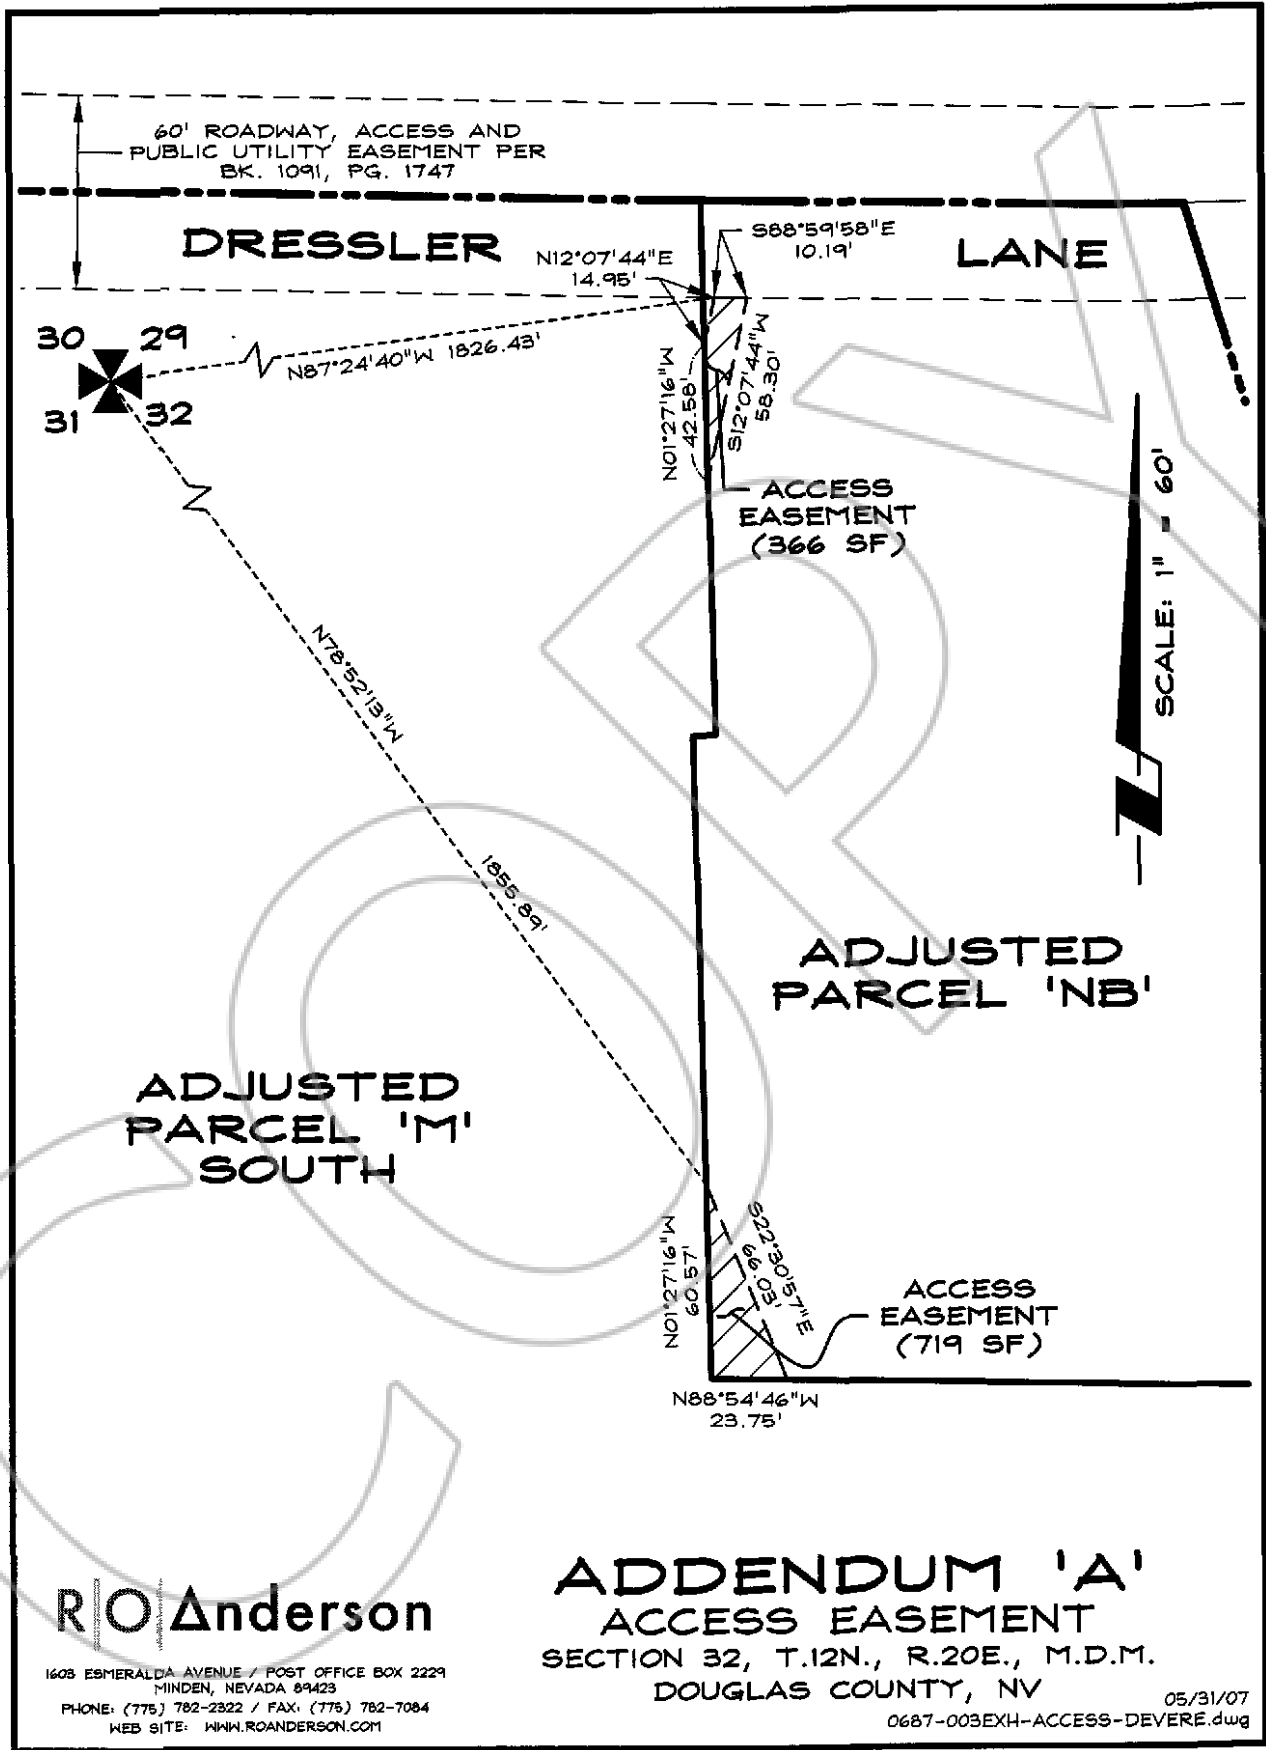 60' ROADWAY, ACCESS AND
PUBLIC UTILITY EASEMENT PER
BK. 1091, PG. 1747
DRESSLER
LANE
N12°07'44"E
14.95'
S88°59'58"E
10.19'
30
29
31
32
N87°24'40"W 1826.43'
N01°27'16"W
42.58'
S12°07'44"W
58.30'
ACCESS
EASEMENT
(366 SF)
SCALE: 1" = 60'
N78°52'13"W
1855.89'
ADJUSTED
PARCEL 'NB'
ADJUSTED
PARCEL 'M'
SOUTH
N01°27'16"W
60.57'
S22°30'57"E
66.03'
ACCESS
EASEMENT
(719 SF)
N88°54'46"W
23.75'
COPY
R|O|Anderson
1603 ESMERALDA AVENUE / POST OFFICE BOX 2229
MINDEN, NEVADA 89423
PHONE: (775) 782-2322 / FAX: (775) 782-7084
WEB SITE: WWW.ROANDERSON.COM
ADDENDUM 'A'
ACCESS EASEMENT
SECTION 32, T.12N., R.20E., M.D.M.
DOUGLAS COUNTY, NV
05/31/07
0687-003EXH-ACCESS-DEVERE.dwg